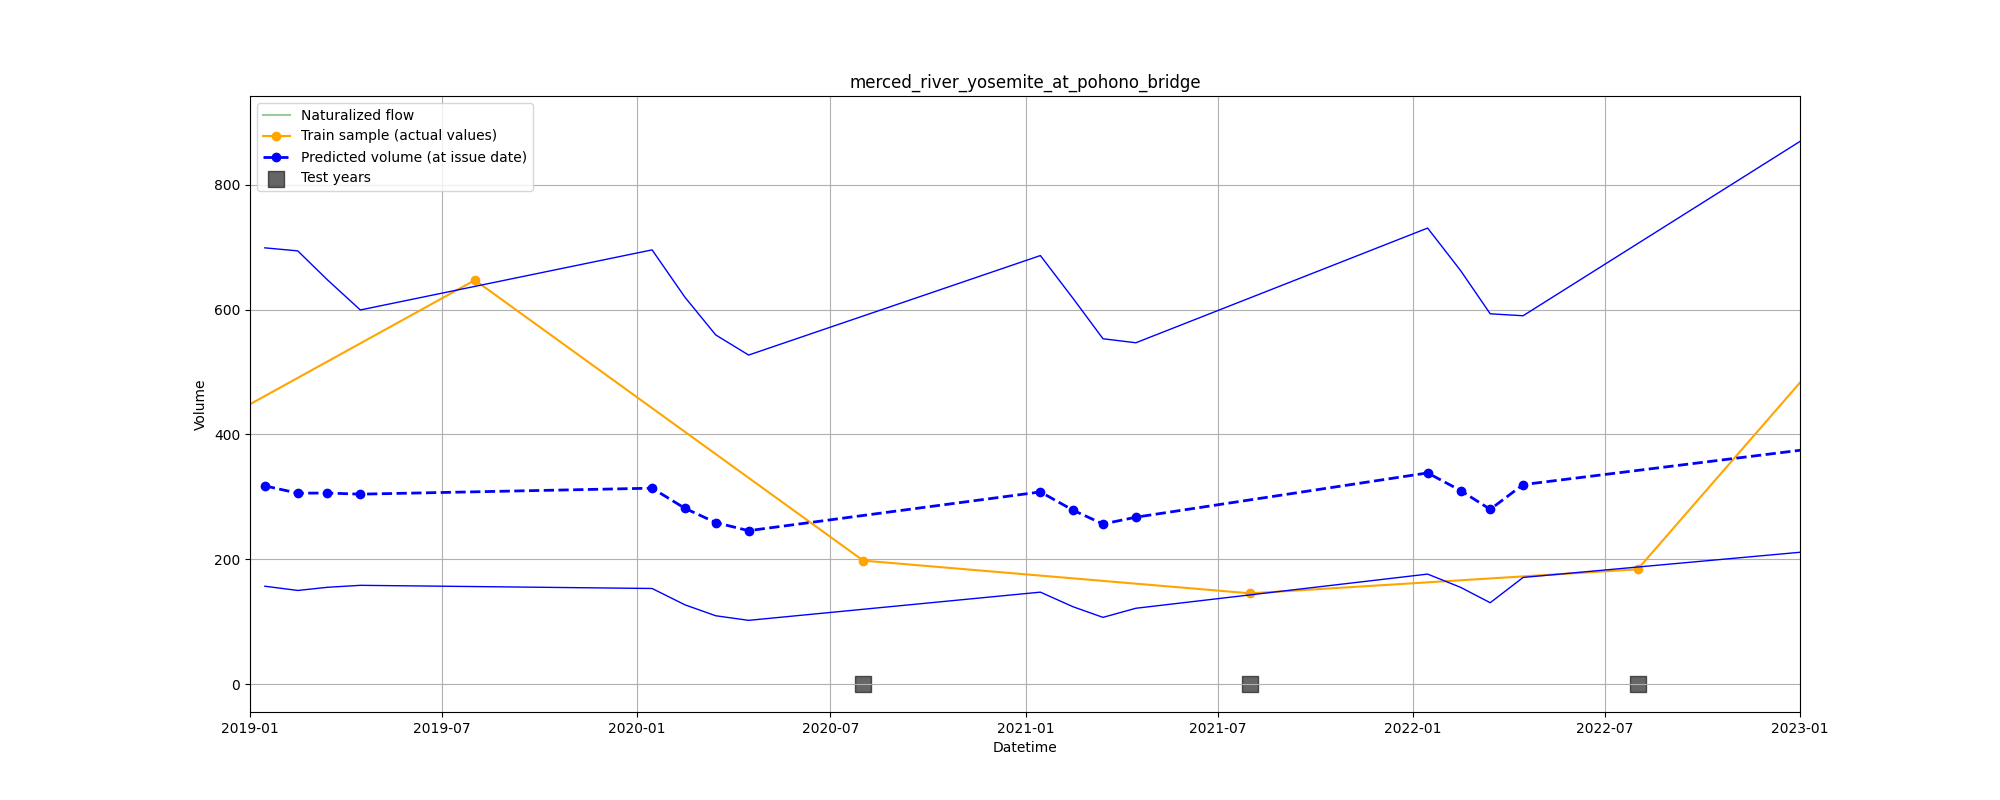 merced_river_yosemite_at_pohono_bridge
Naturalized flow
Train sample (actual values)
Predicted volume (at issue date)
Test years
Volume
800
600
400
200
0
2019-01
2019-07
2020-01
2020-07
2021-01
2021-07
2022-01
2022-07
2023-01
Datetime